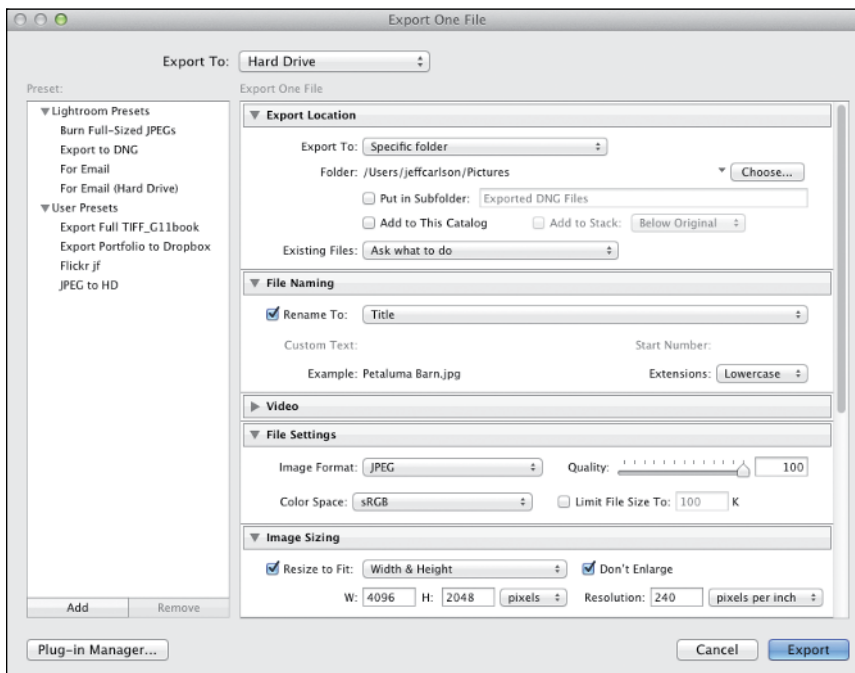 Export One File
Export To: Hard Drive
Preset:
Lightroom Presets
Burn Full-Sized JPEGs
Export to DNG
For Email
For Email (Hard Drive)
User Presets
Export Full TIFF_G11book
Export Portfolio to Dropbox
Flickr jf
JPEG to HD
Add Remove
Export One File
Export Location
Export To: Specific folder
Folder: /Users/jeffcarlson/Pictures Choose...
Put in Subfolder: Exported DNG Files
Add to This Catalog Add to Stack: Below Original
Existing Files: Ask what to do
File Naming
Rename To: Title
Custom Text: Start Number:
Example: Petaluma Barn.jpg Extensions: Lowercase
Video
File Settings
Image Format: JPEG Quality: 100
Color Space: sRGB Limit File Size To: 100 K
Image Sizing
Resize to Fit: Width & Height Don't Enlarge
W: 4096 H: 2048 pixels Resolution: 240 pixels per inch
Plug-in Manager... Cancel Export